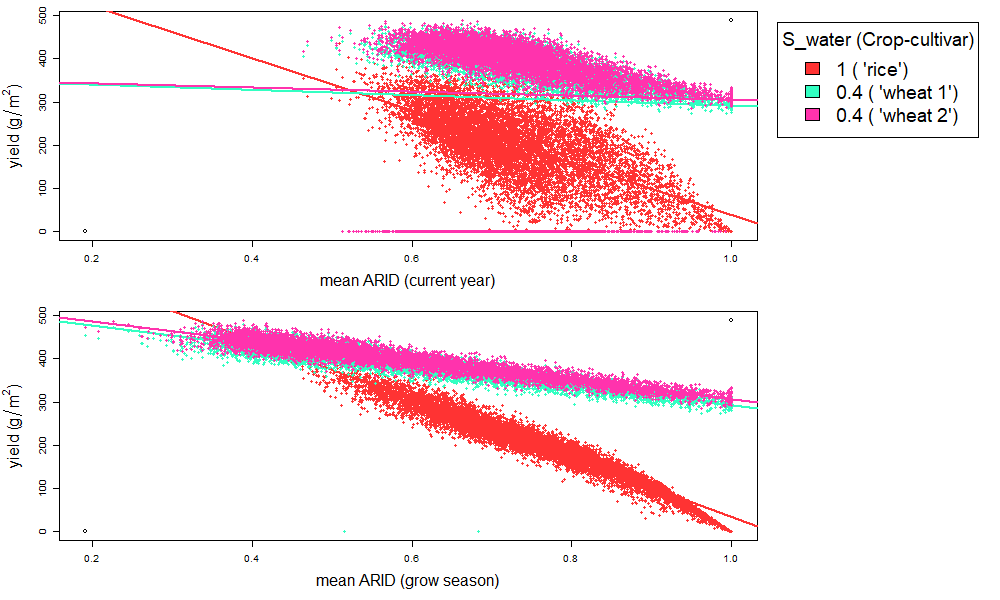 500
400
300
200
100
0
yield (g/m²)
0.2 0.4 0.6 0.8 1.0
mean ARID (current year)
S_water (Crop-cultivar)
1 ( 'rice')
0.4 ( 'wheat 1')
0.4 ( 'wheat 2')
500
400
300
200
100
0
yield (g/m²)
0.2 0.4 0.6 0.8 1.0
mean ARID (grow season)